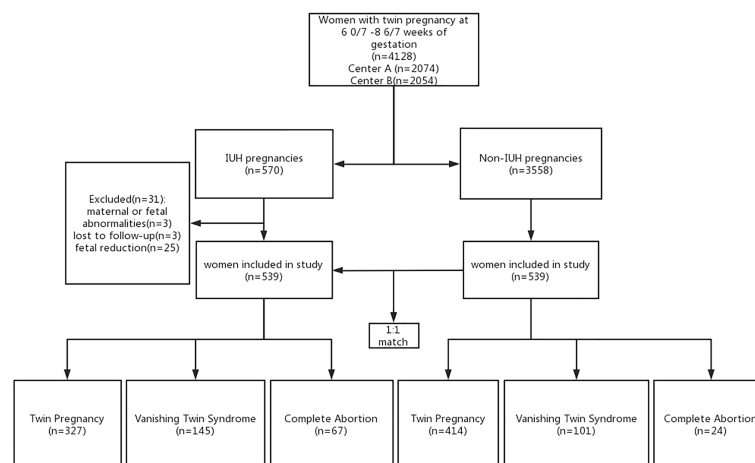 Women with twin pregnancy at
6 0/7 -8 6/7 weeks of
gestation
(n=4128)
Center A (n=2074)
Center B(n=2054)
IUH pregnancies
(n=570)
Non-IUH pregnancies
(n=3558)
Excluded(n=31):
maternal or fetal
abnormalities(n=3)
lost to follow-up(n=3)
fetal reduction(n=25)
women included in study
(n=539)
women included in study
(n=539)
1:1
match
Twin Pregnancy
(n=327)
Vanishing Twin Syndrome
(n=145)
Complete Abortion
(n=67)
Twin Pregnancy
(n=414)
Vanishing Twin Syndrome
(n=101)
Complete Abortion
(n=24)